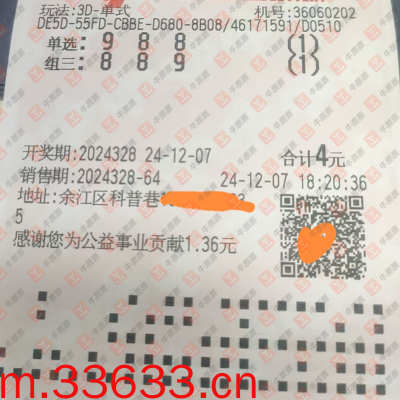 玩法:3D-单式 机号:36060202
DE5D-55FD-CBBE-D680-8B08/46171591/D0510
单选: 9 8 8 (1)
组三: 8 8 9 (1)
开奖期:2024328 24-12-07 合计4元
销售期:2024328-64 24-12-07 18:20:36
地址:余江区科普巷
5
感谢您为公益事业贡献1.36元
m.33633.cn